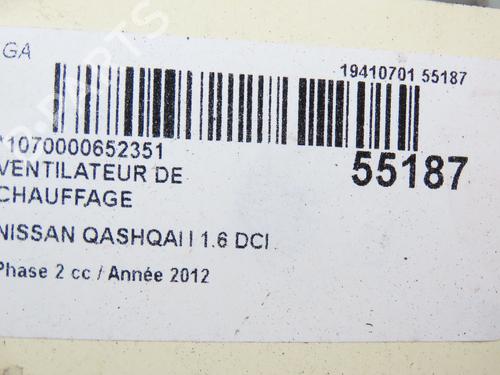 GA
19410701 55187
1070000652351
55187
VENTILATEUR DE
CHAUFFAGE
NISSAN QASHQAI I 1.6 DCI
Phase 2 cc / Année 2012